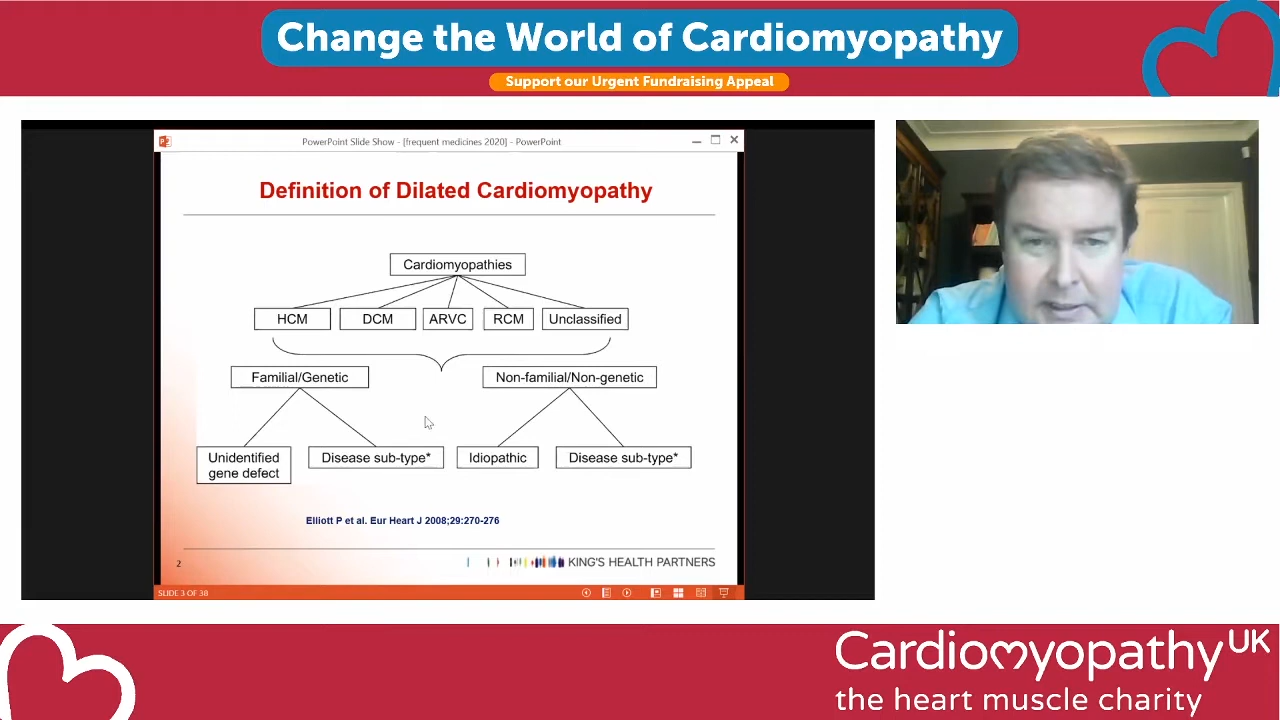 Change the World of Cardiomyopathy
Support our Urgent Fundraising Appeal
PowerPoint Slide Show - [frequent medicines 2020] - PowerPoint
Definition of Dilated Cardiomyopathy
Cardiomyopathies
HCM
DCM
ARVC
RCM
Unclassified
Familial/Genetic
Non-familial/Non-genetic
Unidentified
gene defect
Disease sub-type*
Idiopathic
Disease sub-type*
Elliott P et al. Eur Heart J 2008;29:270-276
2
KING'S HEALTH PARTNERS
SLIDE 3 OF 38
Cardiomyopathy UK
the heart muscle charity